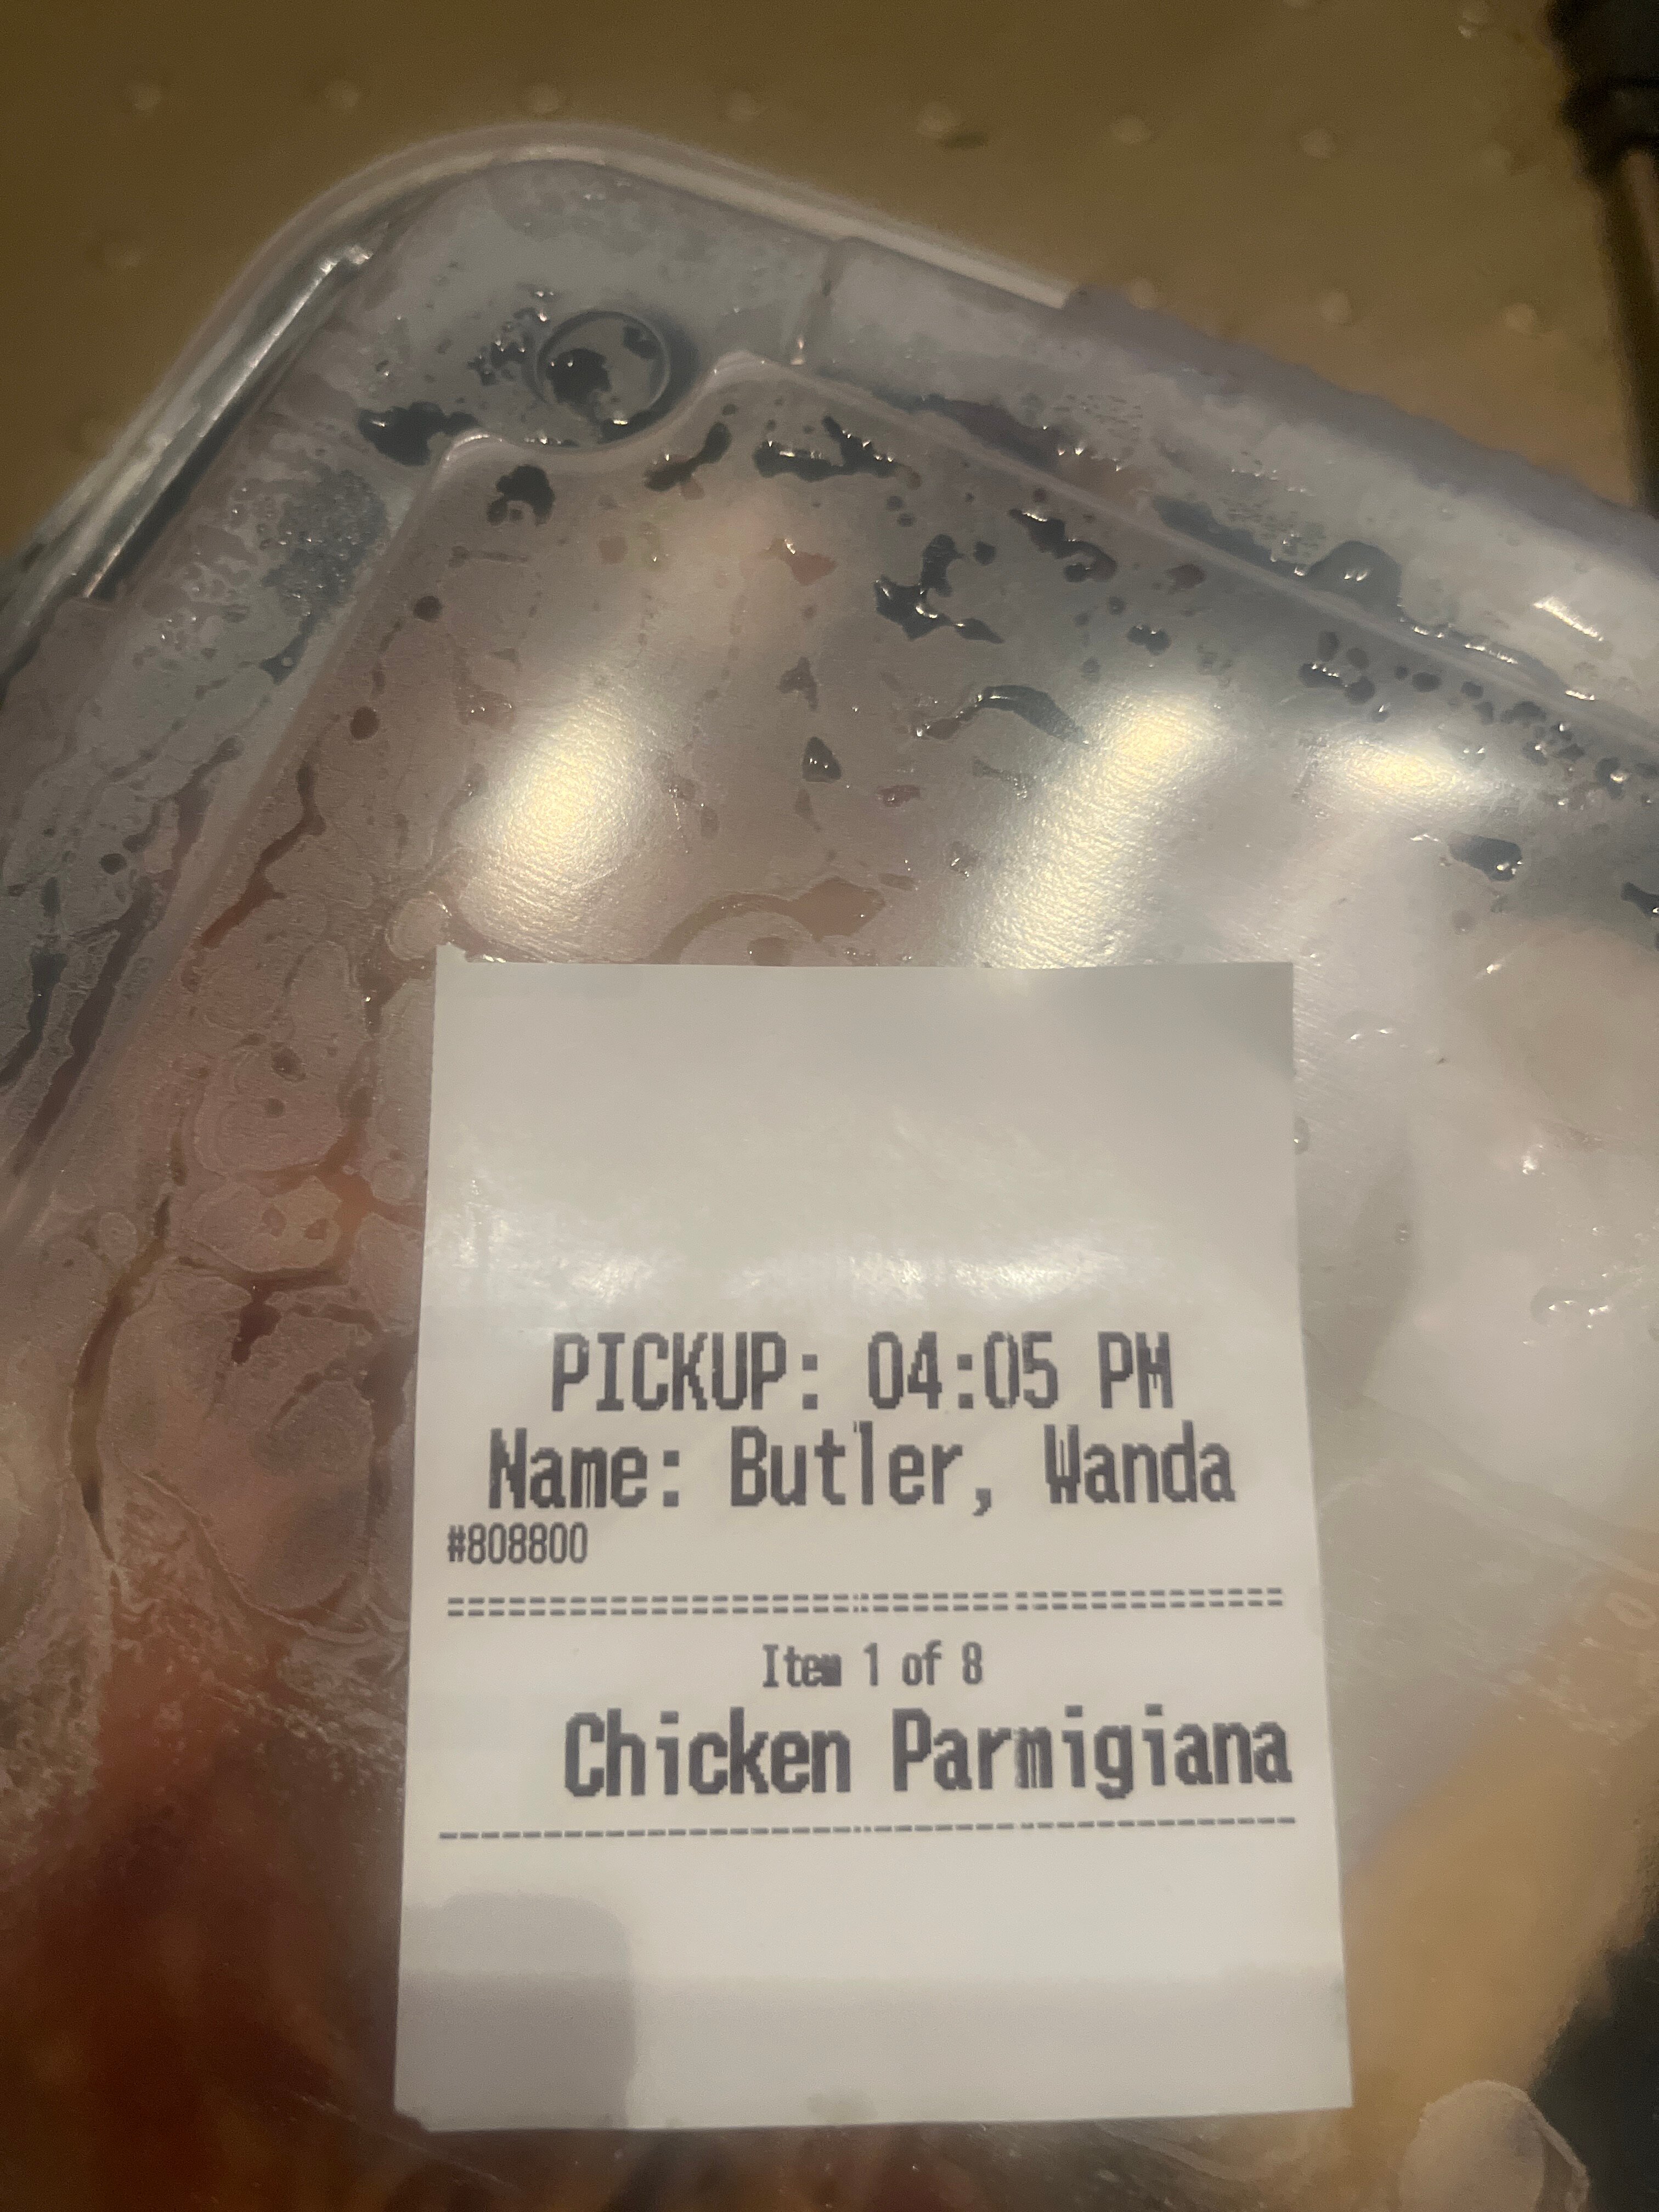 PICKUP: 04:05 PM
Name: Butler, Wanda
#808800
=========================================
Item 1 of 8
Chicken Parmigiana
-----------------------------------------